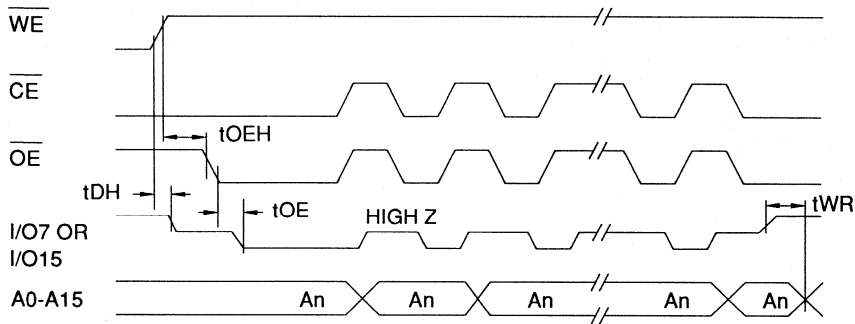 WE
CE
tOEH
OE
tDH
tOE
HIGH Z
tWR
I/O7 OR
I/O15
A0-A15 An An An An An